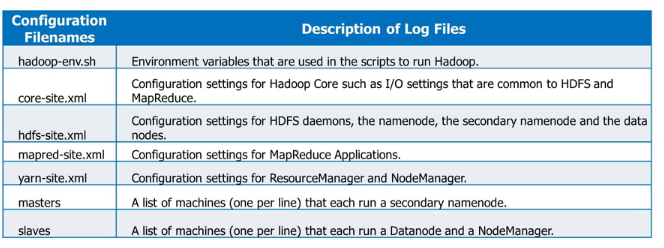 Configuration Filenames
Description of Log Files
hadoop-env.sh
Environment variables that are used in the scripts to run Hadoop.
core-site.xml
Configuration settings for Hadoop Core such as I/O settings that are common to HDFS and
MapReduce.
hdfs-site.xml
Configuration settings for HDFS daemons, the namenode, the secondary namenode and the data
nodes.
mapred-site.xml
Configuration settings for MapReduce Applications.
yarn-site.xml
Configuration settings for ResourceManager and NodeManager.
masters
A list of machines (one per line) that each run a secondary namenode.
slaves
A list of machines (one per line) that each run a Datanode and a NodeManager.